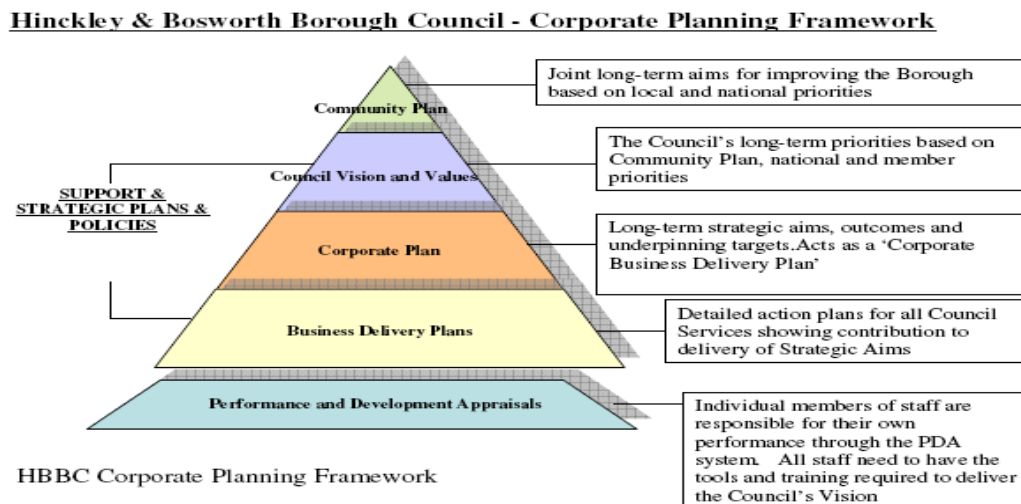 Hinckley & Bosworth Borough Council - Corporate Planning Framework
Community Plan
Joint long-term aims for improving the Borough
based on local and national priorities
Council Vision and Values
The Council's long-term priorities based on
Community Plan, national and member
priorities
SUPPORT &
STRATEGIC PLANS &
POLICIES
Corporate Plan
Long-term strategic aims, outcomes and
underpinning targets.Acts as a 'Corporate
Business Delivery Plan'
Business Delivery Plans
Detailed action plans for all Council
Services showing contribution to
delivery of Strategic Aims
Performance and Development Appraisals
Individual members of staff are
responsible for their own
performance through the PDA
system. All staff need to have the
tools and training required to deliver
the Council's Vision
HBBC Corporate Planning Framework